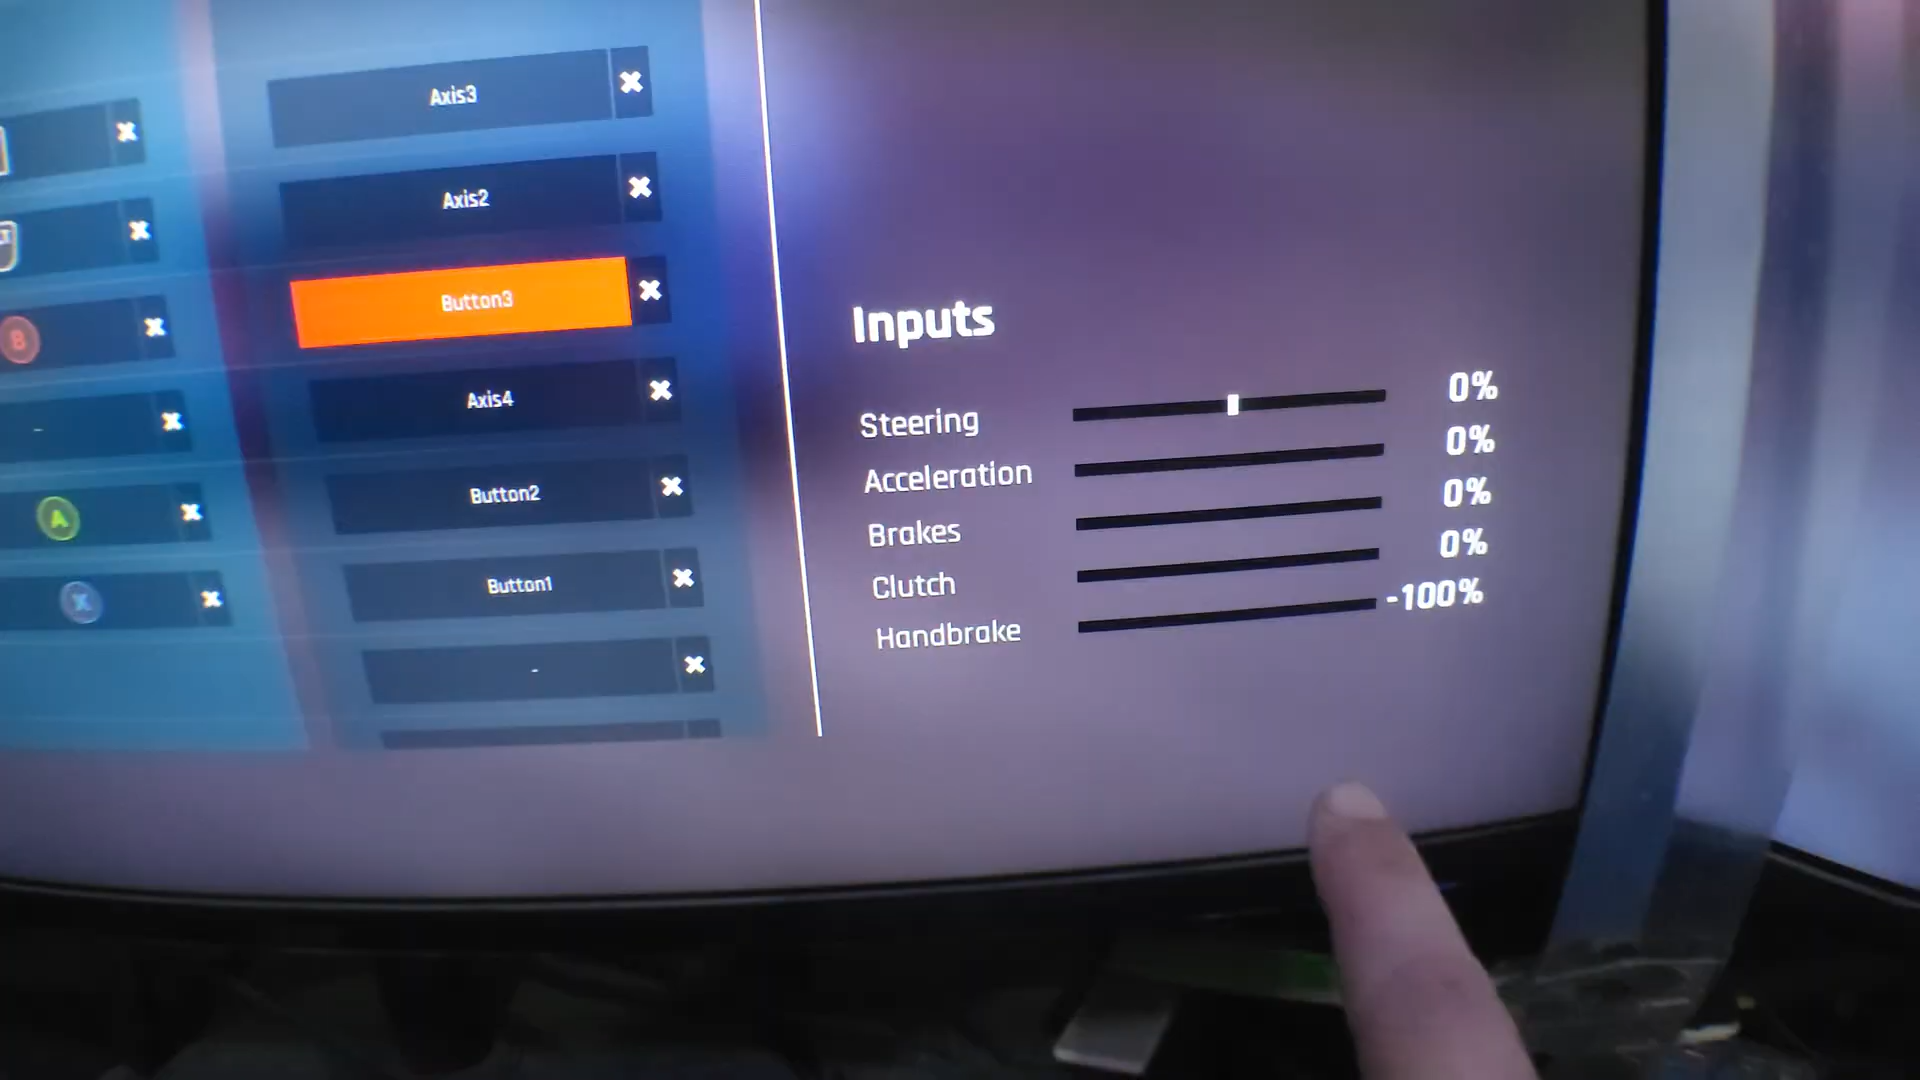 Axis3
Axis2
Button3
B
Axis4
-
Button2
A
Button1
X
-
Inputs
Steering 0%
Acceleration 0%
Brakes 0%
Clutch 0%
Handbrake -100%